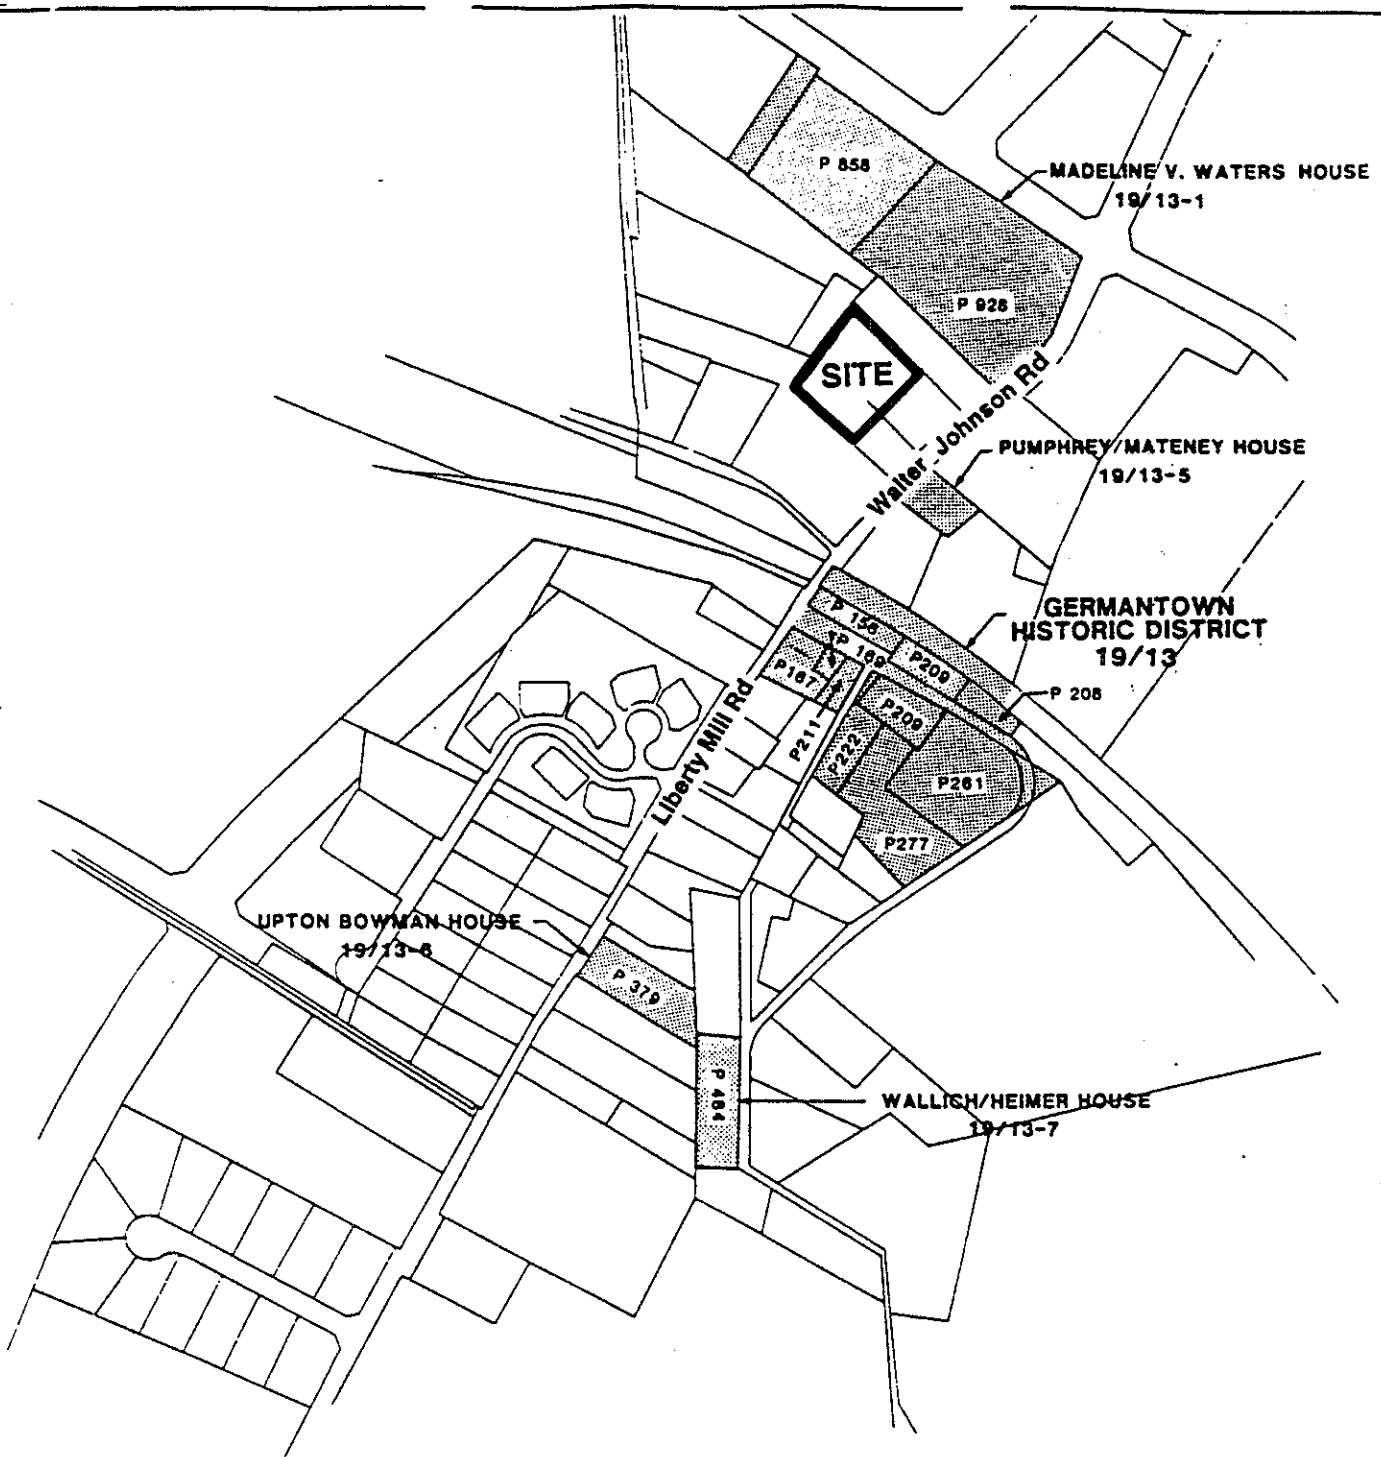 P 858
MADELINE V. WATERS HOUSE
19/13-1
P 928
SITE
Walter Johnson Rd
PUMPHREY/MATENEY HOUSE
19/13-5
GERMANTOWN
HISTORIC DISTRICT
19/13
P 156
P 169
P209
P 208
P167
P209
P211
P222
Liberty Mill Rd
P261
P277
UPTON BOWMAN HOUSE
19/13-6
P 379
P 464
WALLICH/HEIMER HOUSE
19/13-7